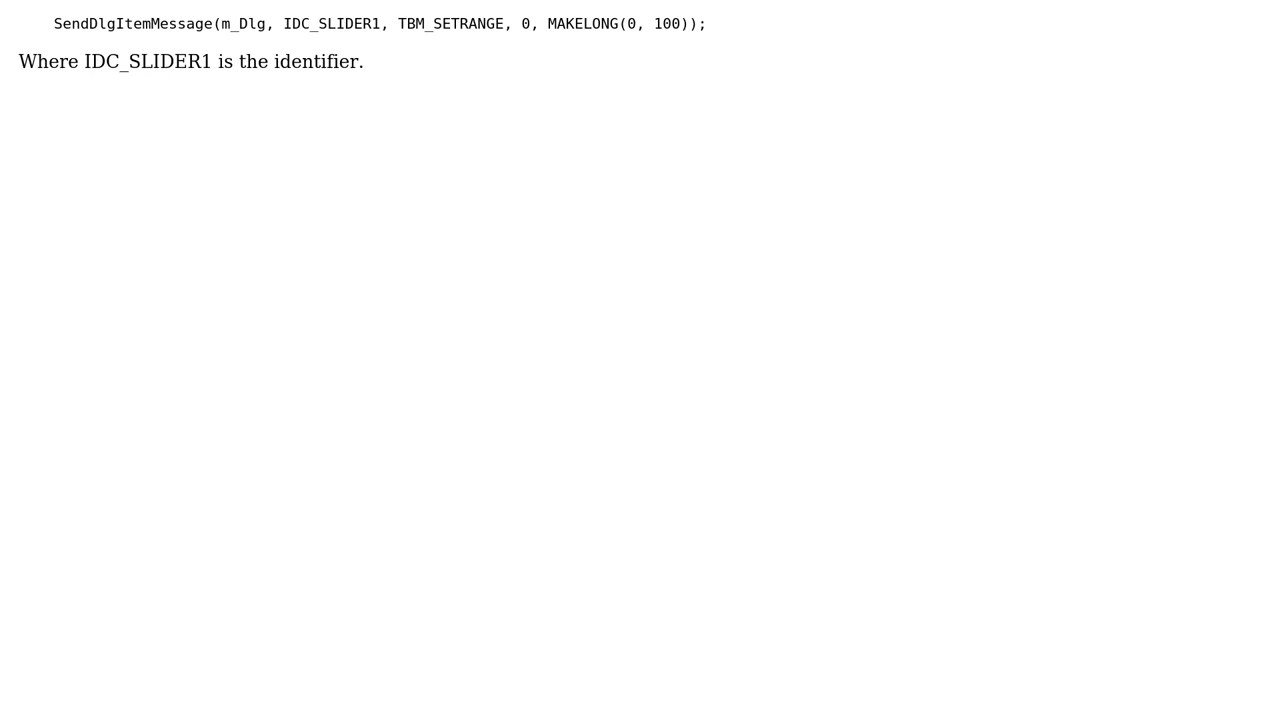 SendDlgItemMessage(m_Dlg, IDC_SLIDER1, TBM_SETRANGE, 0, MAKELONG(0, 100));
Where IDC_SLIDER1 is the identifier.